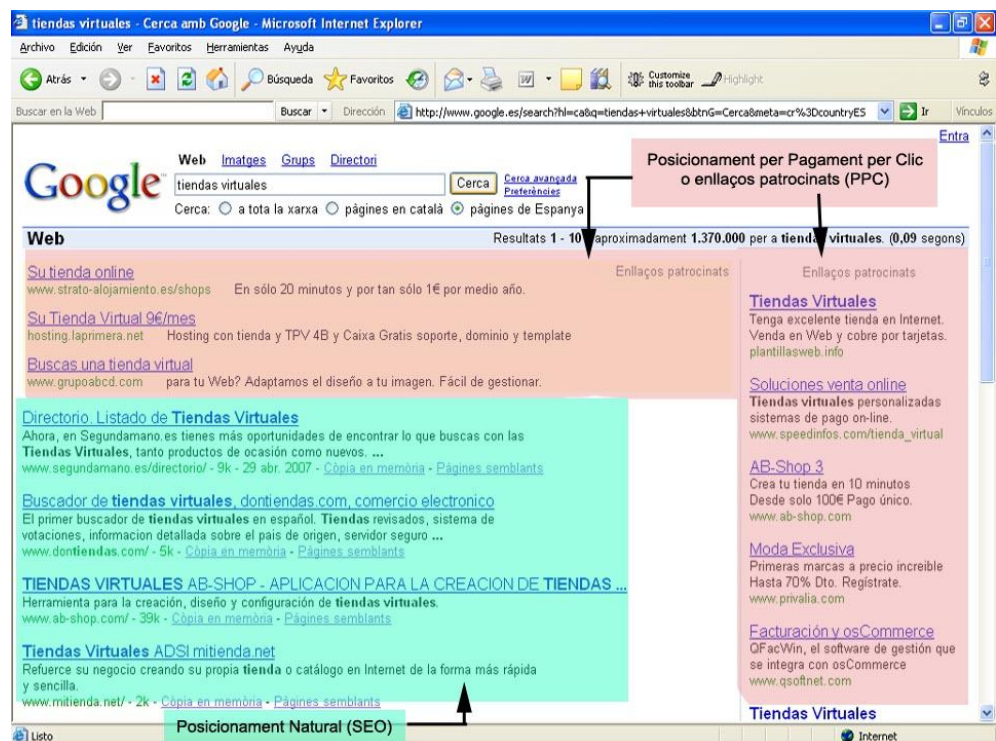 tiendas virtuales - Cerca amb Google - Microsoft Internet Explorer
Archivo Edición Ver Favoritos Herramientas Ayuda
Atrás Búsqueda Favoritos Customize this toolbar Highlight
Buscar en la Web Buscar Dirección http://www.google.es/search?hl=ca&q=tiendas+virtuales&btnG=Cerca&meta=cr%3DcountryES Ir Vínculos
Entra
Posicionament per Pagament per Clic
o enllaços patrocinats (PPC)
Google™
Web Imatges Grups Directori
tiendas virtuales Cerca Cerca avançada
Preferències
Cerca: a tota la xarxa pàgines en català pàgines de Espanya
Web Resultats 1 - 10 aproximadament 1.370.000 per a tiendas virtuales. (0,09 segons)
Su tienda online Enllaços patrocinats
www.strato-alojamiento.es/shops En sólo 20 minutos y por tan sólo 1€ por medio año.
Su Tienda Virtual 9€/mes
hosting.laprimera.net Hosting con tienda y TPV 4B y Caixa Gratis soporte, dominio y template
Buscas una tienda virtual
www.grupoabcd.com para tu Web? Adaptamos el diseño a tu imagen. Fácil de gestionar.
Directorio. Listado de Tiendas Virtuales
Ahora, en Segundamano.es tienes más oportunidades de encontrar lo que buscas con las
Tiendas Virtuales, tanto productos de ocasión como nuevos. ...
www.segundamano.es/directorio/ - 9k - 29 abr. 2007 - Còpia en memòria - Pàgines semblants
Buscador de tiendas virtuales, dontiendas.com, comercio electronico
El primer buscador de tiendas virtuales en español. Tiendas revisados, sistema de
votaciones, informacion detallada sobre el pais de origen, servidor seguro ...
www.dontiendas.com/ - 5k - Còpia en memòria - Pàgines semblants
TIENDAS VIRTUALES AB-SHOP - APLICACION PARA LA CREACION DE TIENDAS ...
Herramienta para la creación, diseño y configuración de tiendas virtuales.
www.ab-shop.com/ - 39k - Còpia en memòria - Pàgines semblants
Tiendas Virtuales ADSI mitienda.net
Refuerce su negocio creando su propia tienda o catálogo en Internet de la forma más rápida
y sencilla.
www.mitienda.net/ - 2k - Còpia en memòria - Pàgines semblants
Posicionament Natural (SEO)
Enllaços patrocinats
Tiendas Virtuales
Tenga excelente tienda en Internet.
Venda en Web y cobre por tarjetas.
plantillasweb.info
Soluciones venta online
Tiendas virtuales personalizadas
sistemas de pago on-line.
www.speedinfos.com/tienda_virtual
AB-Shop 3
Crea tu tienda en 10 minutos
Desde solo 100€ Pago único.
www.ab-shop.com
Moda Exclusiva
Primeras marcas a precio increible
Hasta 70% Dto. Regístrate.
www.privalia.com
Facturación y osCommerce
QFacWin, el software de gestión que
se integra con osCommerce
www.qsoftnet.com
Tiendas Virtuales
Listo Internet